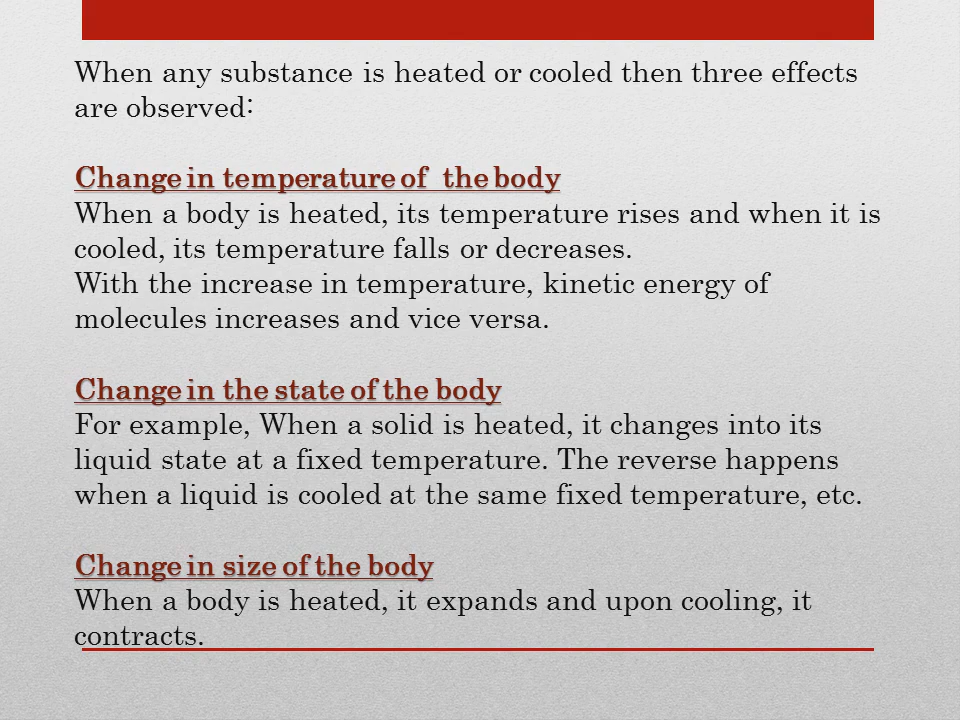 When any substance is heated or cooled then three effects
are observed:
Change in temperature of  the body
When a body is heated, its temperature rises and when it is
cooled, its temperature falls or decreases.
With the increase in temperature, kinetic energy of
molecules increases and vice versa.
Change in the state of the body
For example, When a solid is heated, it changes into its
liquid state at a fixed temperature. The reverse happens
when a liquid is cooled at the same fixed temperature, etc.
Change in size of the body
When a body is heated, it expands and upon cooling, it
contracts.